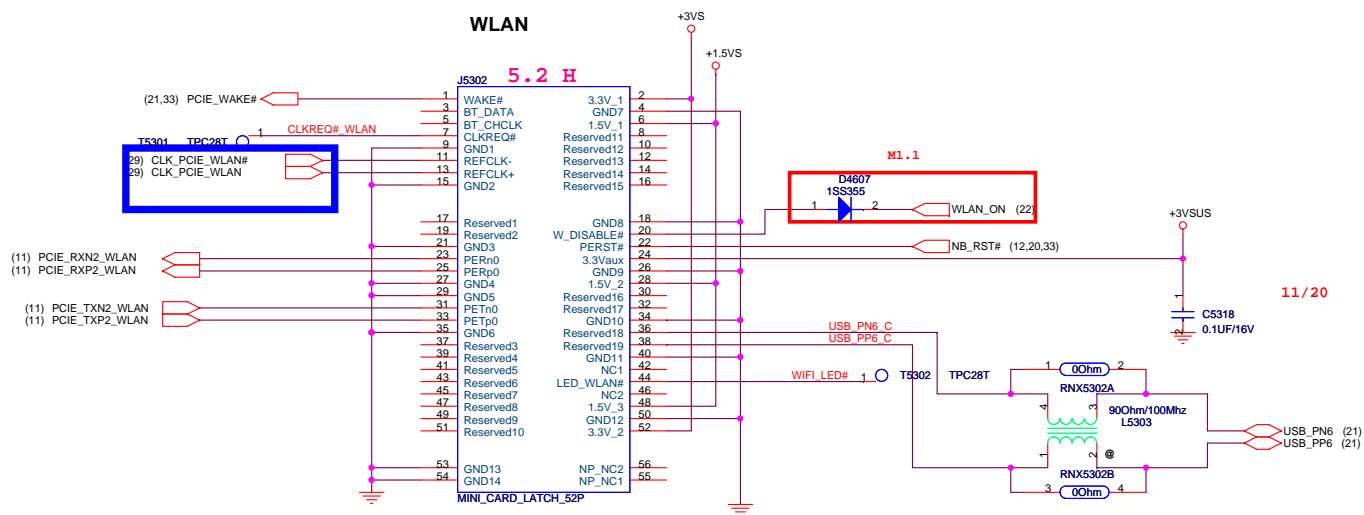 WLAN
+3VS
+1.5VS
5.2 H
J5302
(21,33) PCIE_WAKE#
1 WAKE# 3.3V_1 2
3 BT_DATA GND7 4
5 BT_CHCLK 1.5V_1 6
T5301 TPC28T 1 CLKREQ#_WLAN
7 CLKREQ# Reserved11 8
9 GND1 Reserved12 10
29) CLK_PCIE_WLAN#
11 REFCLK- Reserved13 12
29) CLK_PCIE_WLAN
13 REFCLK+ Reserved14 14
15 GND2 Reserved15 16
M1.1
D4607
1SS355
1 2 WLAN_ON (22)
+3VSUS
17 Reserved1 GND8 18
19 Reserved2 W_DISABLE# 20
21 GND3 PERST# 22
NB_RST# (12,20,33)
(11) PCIE_RXN2_WLAN
23 PERn0 3.3Vaux 24
(11) PCIE_RXP2_WLAN
25 PERp0 GND9 26
27 GND4 1.5V_2 28
29 GND5 Reserved16 30
11/20
(11) PCIE_TXN2_WLAN
31 PETn0 Reserved17 32
(11) PCIE_TXP2_WLAN
33 PETp0 GND10 34
1
2
C5318
0.1UF/16V
35 GND6 Reserved18 36
USB_PN6_C
37 Reserved3 Reserved19 38
USB_PP6_C
39 Reserved4 GND11 40
41 Reserved5 NC1 42
43 Reserved6 LED_WLAN# 44
WIFI_LED# 1 T5302 TPC28T
45 Reserved7 NC2 46
47 Reserved8 1.5V_3 48
49 Reserved9 GND12 50
51 Reserved10 3.3V_2 52
53 GND13 NP_NC2 56
54 GND14 NP_NC1 55
MINI_CARD_LATCH_52P
1 0Ohm 2
RNX5302A
4 3
90Ohm/100Mhz
L5303
1 2 @
RNX5302B
3 0Ohm 4
USB_PN6 (21)
USB_PP6 (21)